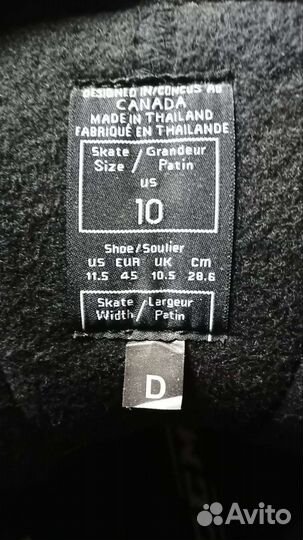 DESIGNED IN/CONÇUS AU
CANADA
MADE IN THAILAND
FABRIQUÉ EN THAILANDE
Skate / Grandeur
Size / Patin
US
10
Shoe/Soulier
US EUR UK CM
11.5 45 10.5 28.6
Skate / Largeur
Width / Patin
D
Avito